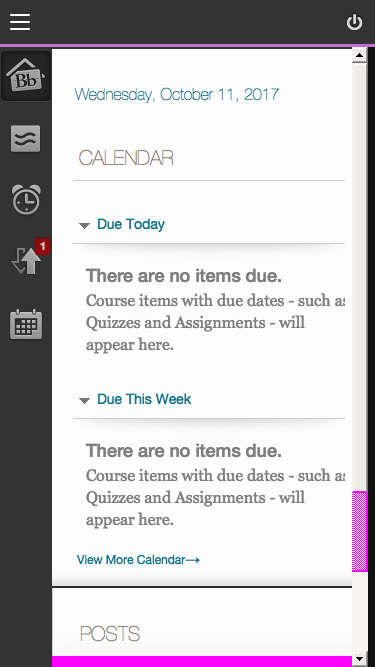 Bb
Wednesday, October 11, 2017
CALENDAR
1
Due Today
There are no items due.
Course items with due dates - such as
Quizzes and Assignments - will
appear here.
Due This Week
There are no items due.
Course items with due dates - such as
Quizzes and Assignments - will
appear here.
View More Calendar→
POSTS